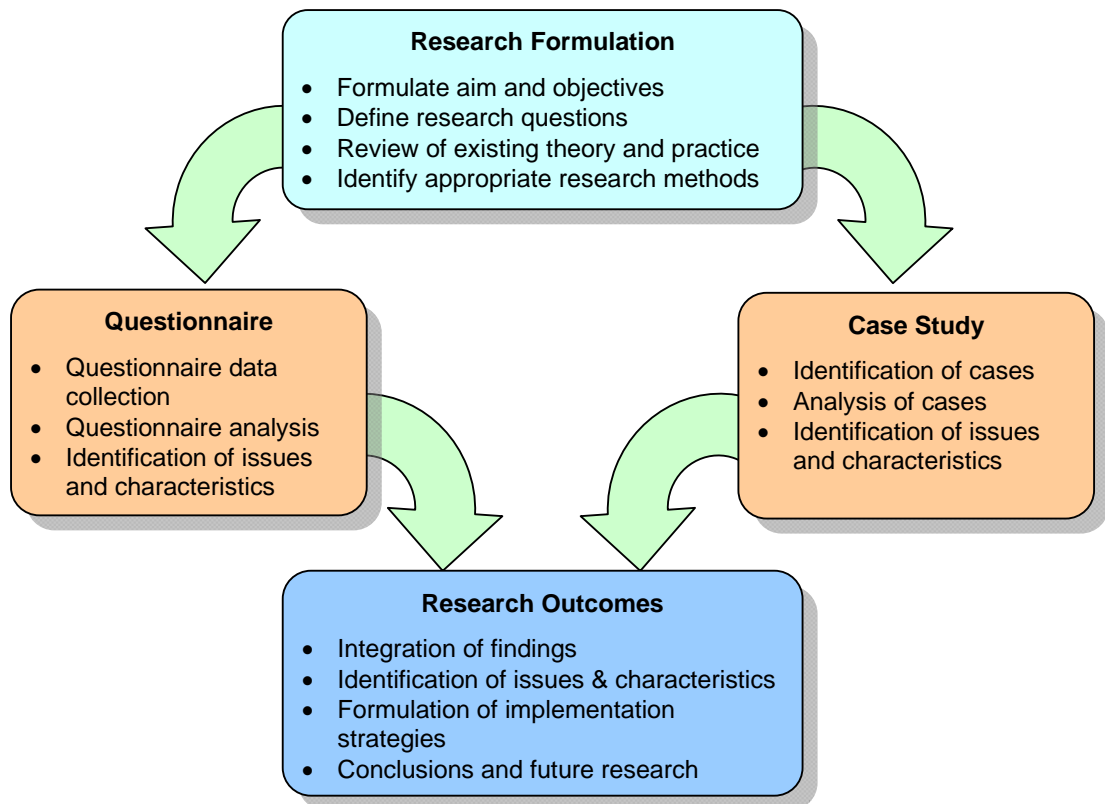 Research Formulation
• Formulate aim and objectives
• Define research questions
• Review of existing theory and practice
• Identify appropriate research methods
Questionnaire
• Questionnaire data
collection
• Questionnaire analysis
• Identification of issues
and characteristics
Case Study
• Identification of cases
• Analysis of cases
• Identification of issues
and characteristics
Research Outcomes
• Integration of findings
• Identification of issues & characteristics
• Formulation of implementation
strategies
• Conclusions and future research